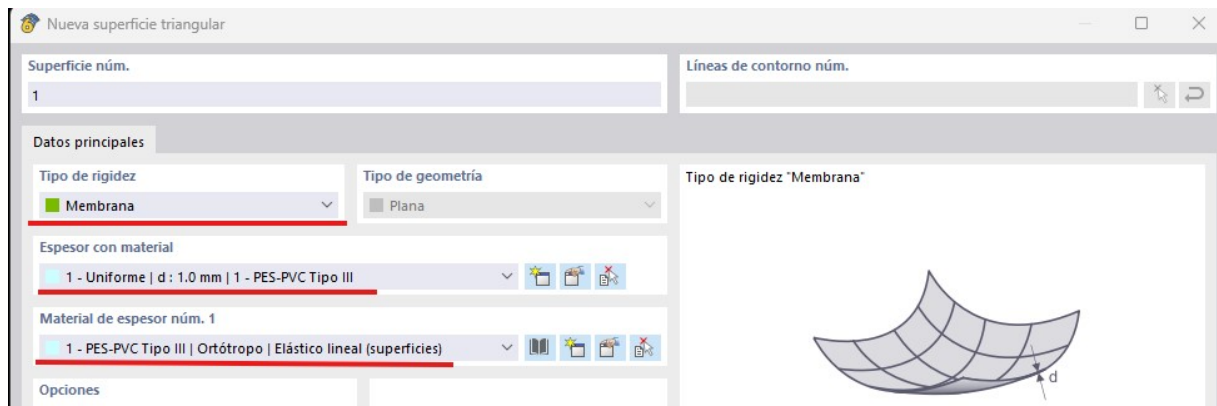 Nueva superficie triangular
Superficie núm.
1
Líneas de contorno núm.
Datos principales
Tipo de rigidez
Membrana
Tipo de geometría
Plana
Tipo de rigidez "Membrana"
Espesor con material
1 - Uniforme | d : 1.0 mm | 1 - PES-PVC Tipo III
Material de espesor núm. 1
1 - PES-PVC Tipo III | Ortótropo | Elástico lineal (superficies)
d
Opciones